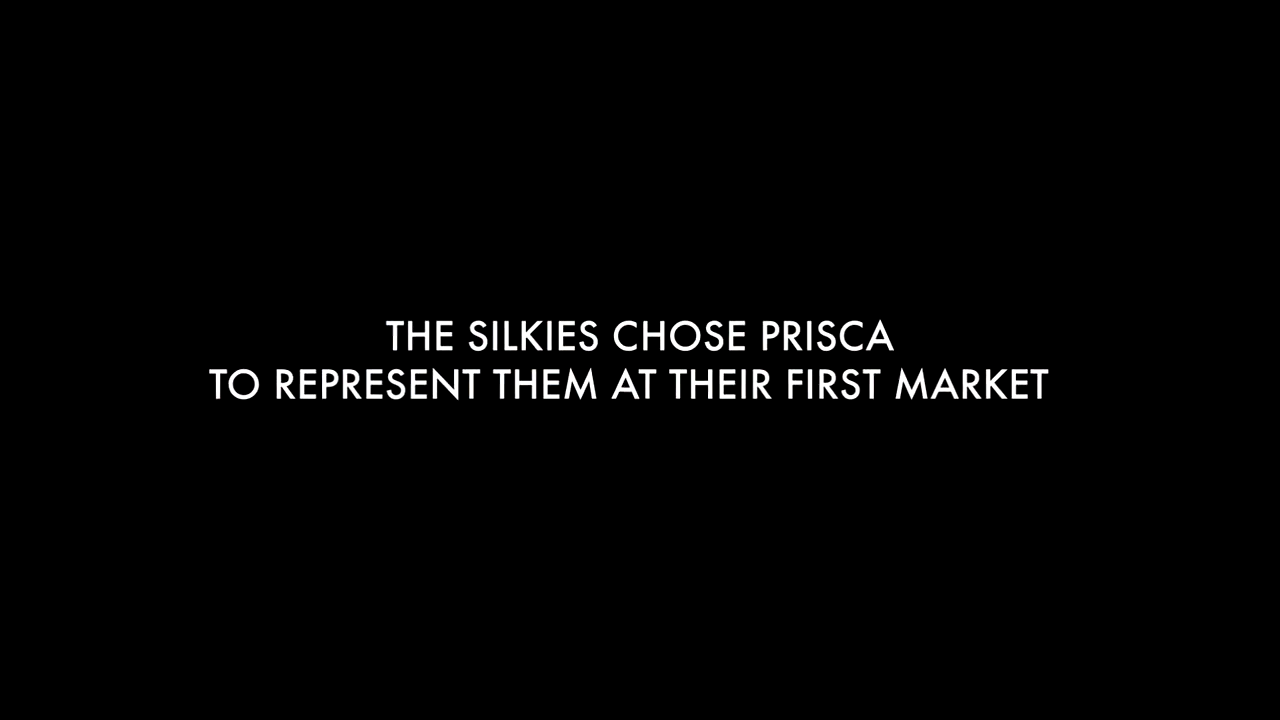 THE SILKIES CHOSE PRISCA
TO REPRESENT THEM AT THEIR FIRST MARKET